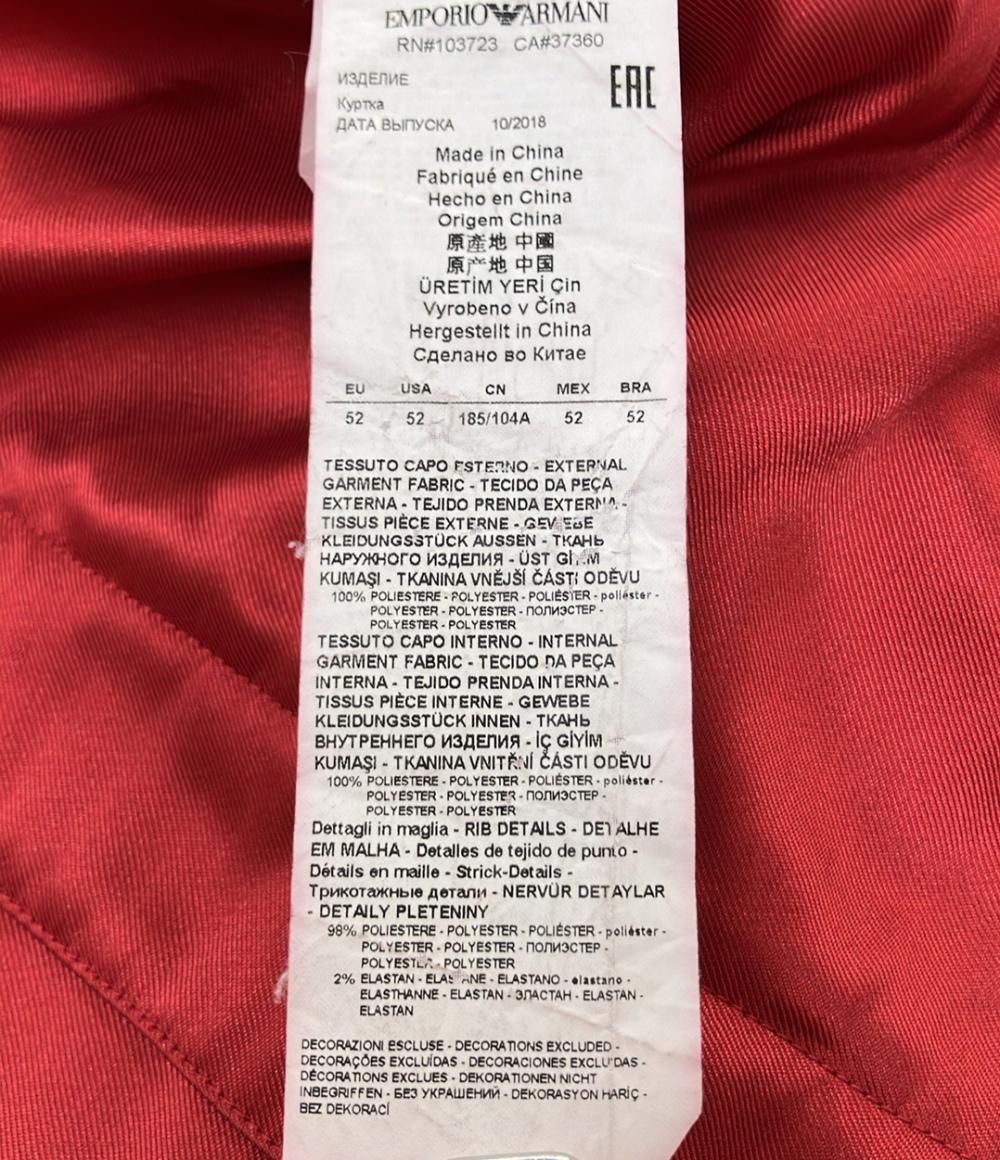 EMPORIO ARMANI
RN#103723 CA#37360
EAC
ИЗДЕЛИЕ
Куртка
ДАТА ВЫПУСКА 10/2018
Made in China
Fabriqué en Chine
Hecho en China
Origem China
原產地 中國
原产地 中国
ÜRETİM YERİ Çin
Vyrobeno v Čína
Hergestellt in China
Сделано во Китае
EU USA CN MEX BRA
52 52 185/104A 52 52
TESSUTO CAPO ESTERNO - EXTERNAL
GARMENT FABRIC - TECIDO DA PEÇA
EXTERNA - TEJIDO PRENDA EXTERNA -
TISSUS PIÈCE EXTERNE - GEWEBE
KLEIDUNGSSTÜCK AUSSEN - ТКАНЬ
НАРУЖНОГО ИЗДЕЛИЯ - ÜST GİYİM
KUMAŞI - TKANINA VNĚJŠÍ ČÁSTI ODĚVU
100% POLIESTERE - POLYESTER - POLIÉSTER - poliéster -
POLYESTER - POLYESTER - ПОЛИЭСТЕР -
POLYESTER - POLYESTER
TESSUTO CAPO INTERNO - INTERNAL
GARMENT FABRIC - TECIDO DA PEÇA
INTERNA - TEJIDO PRENDA INTERNA -
TISSUS PIÈCE INTERNE - GEWEBE
KLEIDUNGSSTÜCK INNEN - ТКАНЬ
ВНУТРЕННЕГО ИЗДЕЛИЯ - İÇ GİYİM
KUMAŞI - TKANINA VNITŘNÍ ČÁSTI ODĚVU
100% POLIESTERE - POLYESTER - POLIÉSTER - poliéster -
POLYESTER - POLYESTER - ПОЛИЭСТЕР -
POLYESTER - POLYESTER
Dettagli in maglia - RIB DETAILS - DETALHE
EM MALHA - Detalles de tejido de punto -
Détails en maille - Strick-Details -
Трикотажные детали - NERVÜR DETAYLAR
- DETAILY PLETENINY
98% POLIESTERE - POLYESTER - POLIÉSTER - poliéster -
POLYESTER - POLYESTER - ПОЛИЭСТЕР -
POLYESTER - POLYESTER
2% ELASTAN - ELASTANE - ELASTANO - elastano -
ELASTHANNE - ELASTAN - ЭЛАСТАН - ELASTAN -
ELASTAN
DECORAZIONI ESCLUSE - DECORATIONS EXCLUDED -
DECORAÇÕES EXCLUÍDAS - DECORACIONES EXCLUIDAS -
DÉCORATIONS EXCLUES - DEKORATIONEN NICHT
INBEGRIFFEN - БЕЗ УКРАШЕНИЙ - DEKORASYON HARİÇ -
BEZ DEKORACÍ